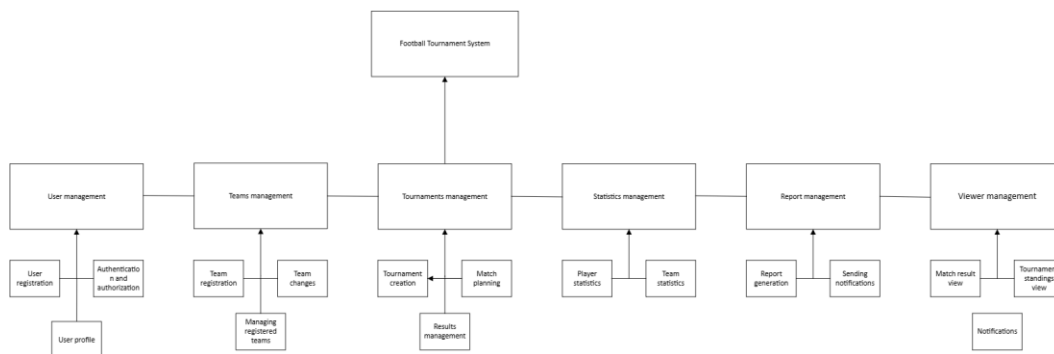 Football Tournament System
User management
Teams management
Tournaments management
Statistics management
Report management
Viewer management
User
registration
Authenticatio
n and
authorization
Team
registration
Team
changes
Tournament
creation
Match
planning
Player
statistics
Team
statistics
Report
generation
Sending
notifications
Match result
view
Tournament
standings
view
User profile
Managing
registered
teams
Results
management
Notifications